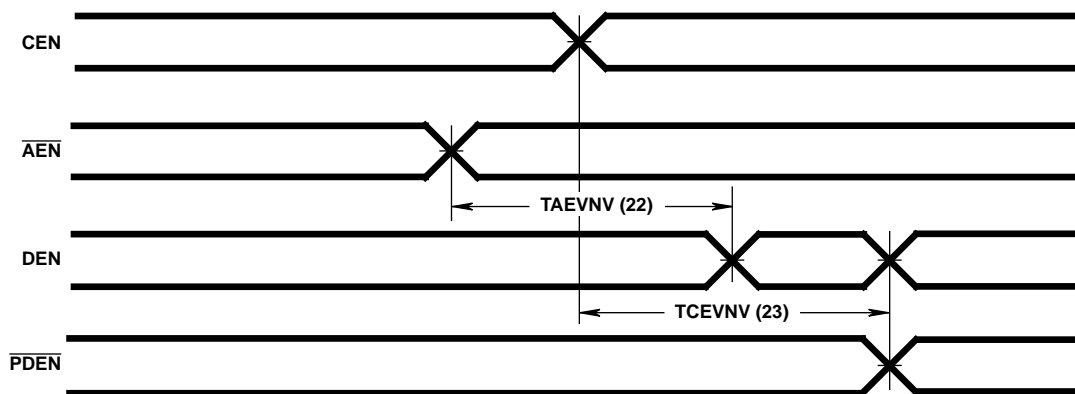 CEN
AEN
TAEVNV (22)
DEN
TCEVNV (23)
PDEN